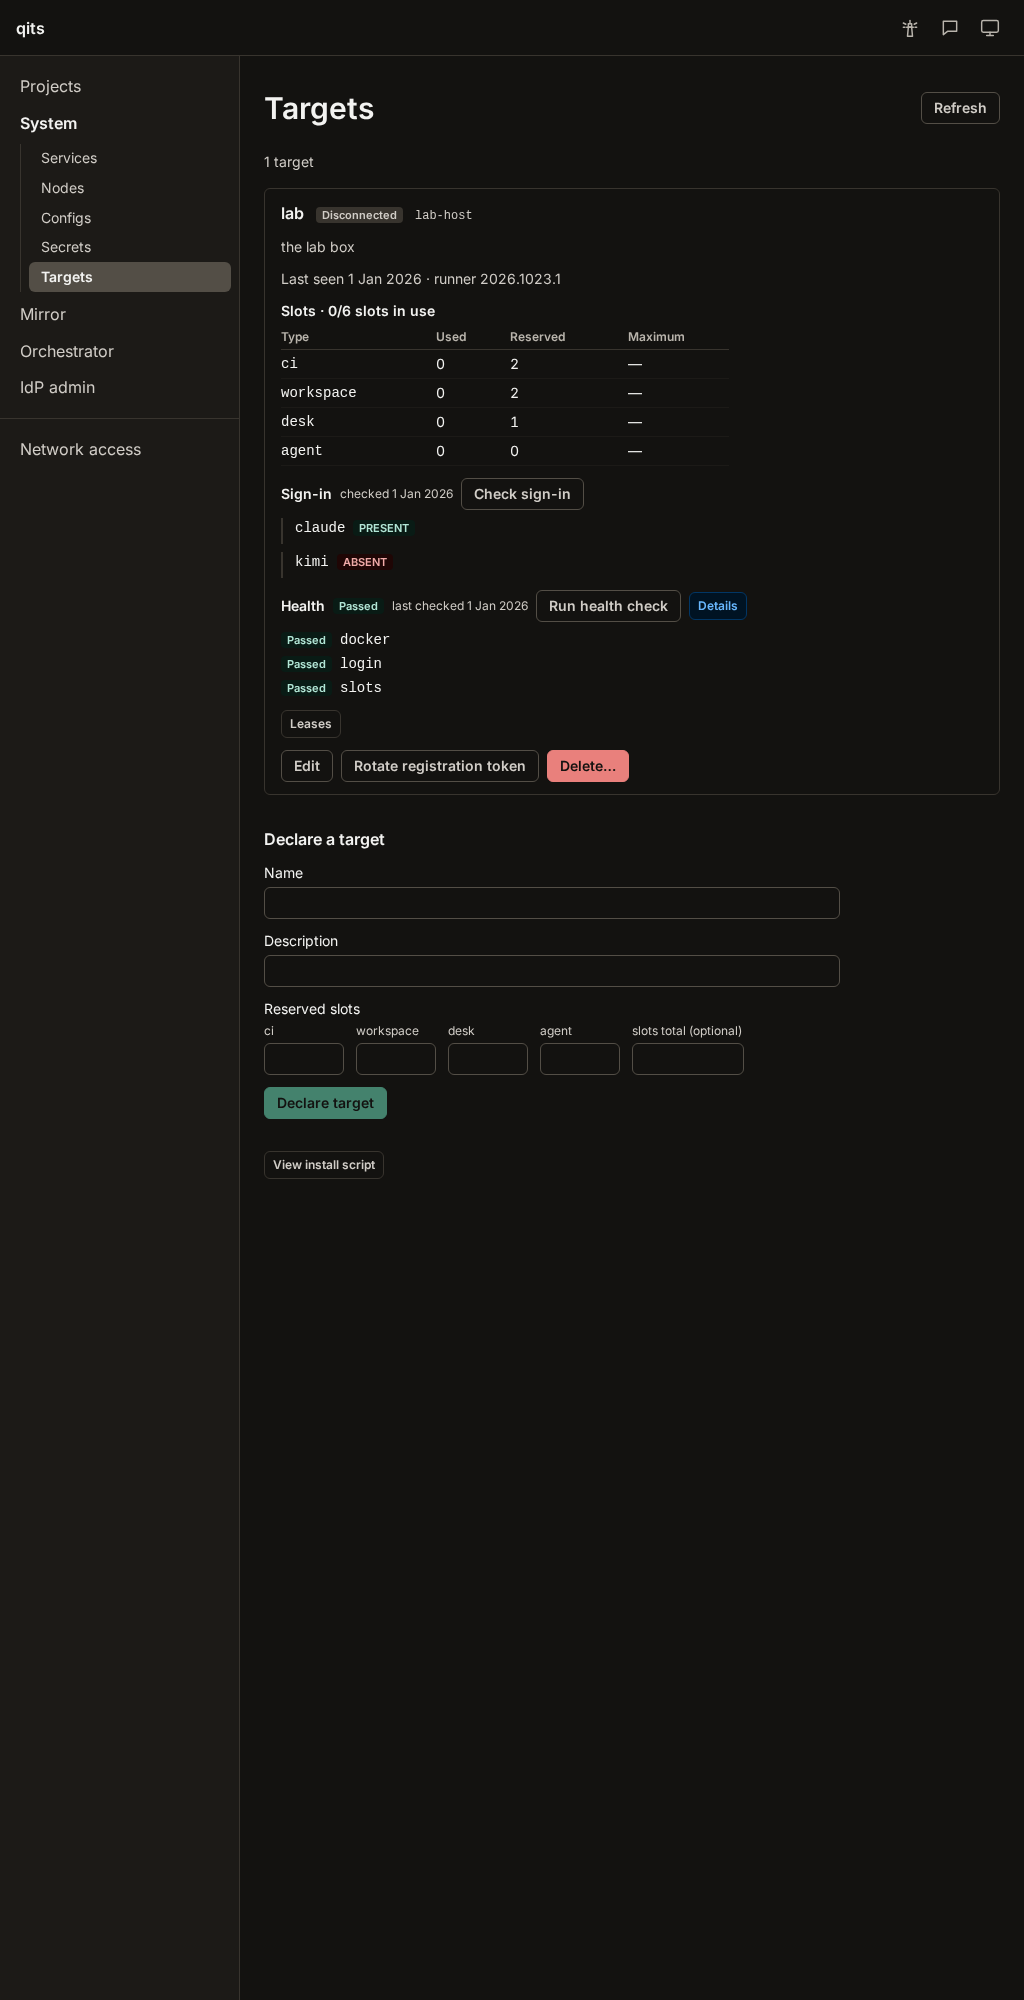 qits
Projects
System
Services
Nodes
Configs
Secrets
Targets
Mirror
Orchestrator
IdP admin
Network access
Targets
Refresh
1 target
lab Disconnected lab-host
the lab box
Last seen 1 Jan 2026 · runner 2026.1023.1
Slots · 0/6 slots in use
Type Used Reserved Maximum
ci 0 2 —
workspace 0 2 —
desk 0 1 —
agent 0 0 —
Sign-in checked 1 Jan 2026 Check sign-in
claude PRESENT
kimi ABSENT
Health Passed last checked 1 Jan 2026 Run health check Details
Passed docker
Passed login
Passed slots
Leases
Edit Rotate registration token Delete...
Declare a target
Name
Description
Reserved slots
ci workspace desk agent slots total (optional)
Declare target
View install script